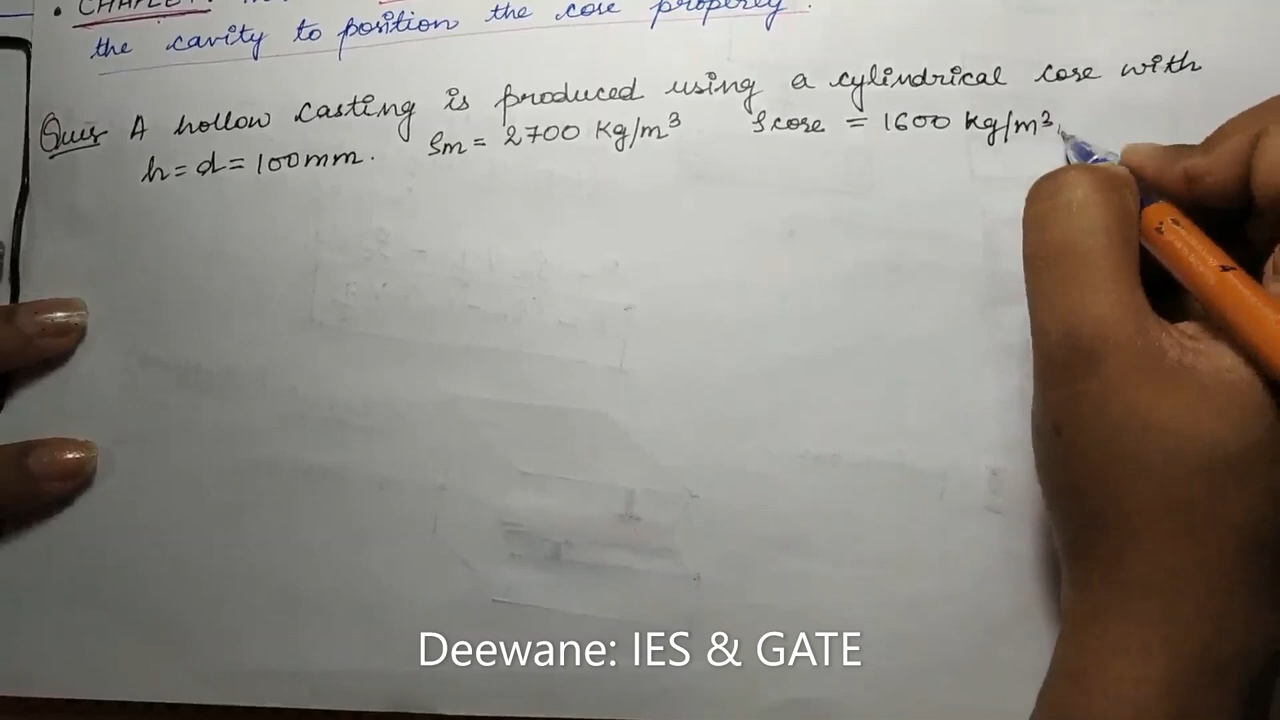 • CHAPLET:
the cavity to position the core properly.
Ques A hollow casting is produced using a cylindrical core with
h = d = 100mm. ρm = 2700 Kg/m³ ρcore = 1600 Kg/m³,
Deewane: IES & GATE